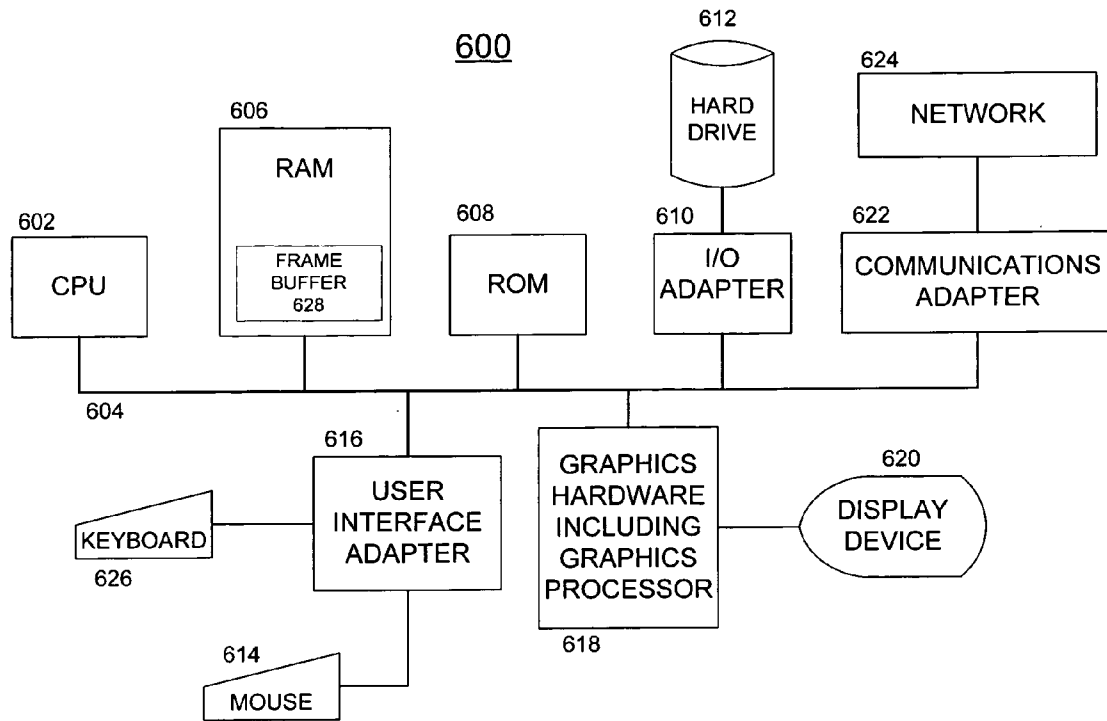 600
612
HARD
DRIVE
624
NETWORK
606
RAM
FRAME
BUFFER
628
602
CPU
608
ROM
610
I/O
ADAPTER
622
COMMUNICATIONS
ADAPTER
604
616
USER
INTERFACE
ADAPTER
GRAPHICS
HARDWARE
INCLUDING
GRAPHICS
PROCESSOR
618
620
DISPLAY
DEVICE
KEYBOARD
626
614
MOUSE